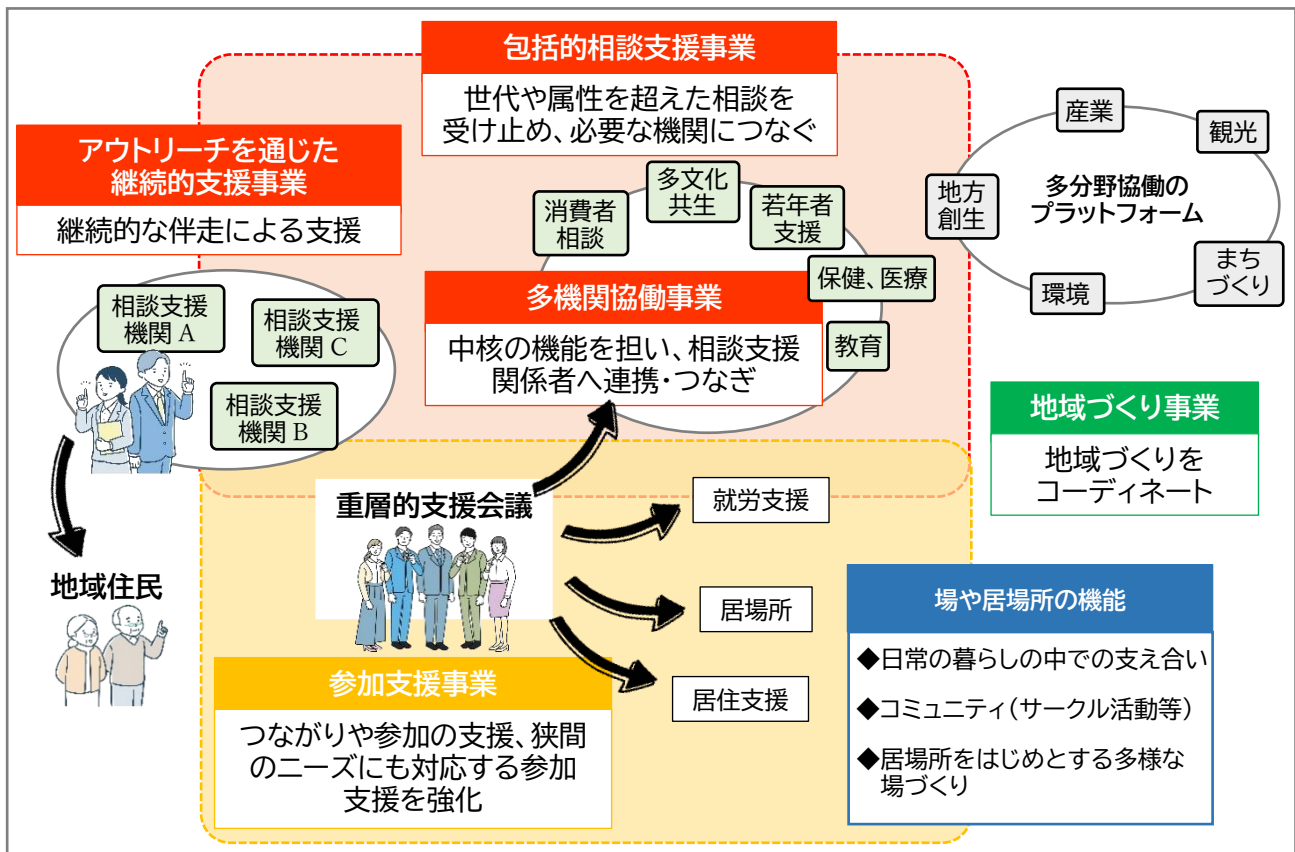 包括的相談支援事業
世代や属性を超えた相談を
受け止め、必要な機関につなぐ
アウトリーチを通じた
継続的支援事業
継続的な伴走による支援
相談支援
機関 A
相談支援
機関 C
相談支援
機関 B
消費者
相談
多文化
共生
若年者
支援
保健、医療
教育
多機関協働事業
中核の機能を担い、相談支援
関係者へ連携・つなぎ
産業
観光
地方
創生
多分野協働の
プラットフォーム
環境
まち
づくり
地域づくり事業
地域づくりを
コーディネート
重層的支援会議
就労支援
居場所
居住支援
地域住民
参加支援事業
つながりや参加の支援、狭間
のニーズにも対応する参加
支援を強化
場や居場所の機能
◆日常の暮らしの中での支え合い
◆コミュニティ(サークル活動等)
◆居場所をはじめとする多様な
場づくり